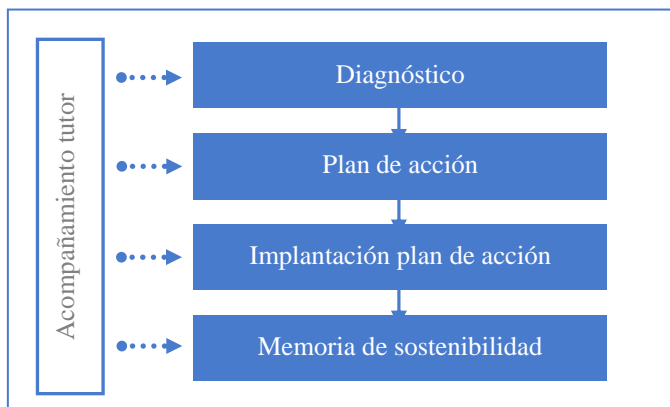 Acompañamiento tutor
Diagnóstico
Plan de acción
Implantación plan de acción
Memoria de sostenibilidad